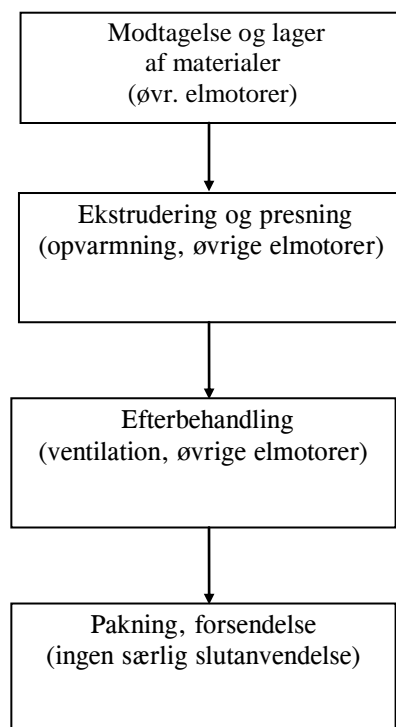 Modtagelse og lager
af materialer
(øvr. elmotorer)
Ekstrudering og presning
(opvarmning, øvrige elmotorer)
Efterbehandling
(ventilation, øvrige elmotorer)
Pakning, forsendelse
(ingen særlig slutanvendelse)